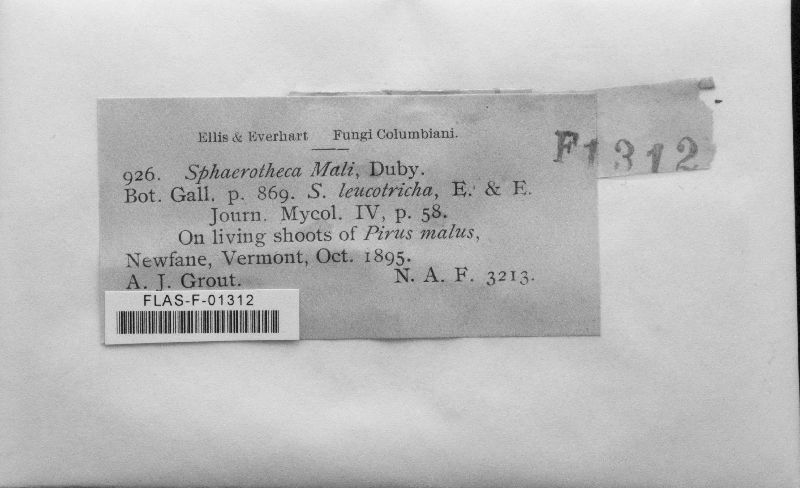 Ellis & Everhart Fungi Columbiani.
F1312
926. Sphaerotheca Mali, Duby.
Bot. Gall. p. 869. S. leucotricha, E. & E.
Journ. Mycol. IV, p. 58.
On living shoots of Pirus malus,
Newfane, Vermont, Oct. 1895.
A. J. Grout. N. A. F. 3213.
FLAS-F-01312